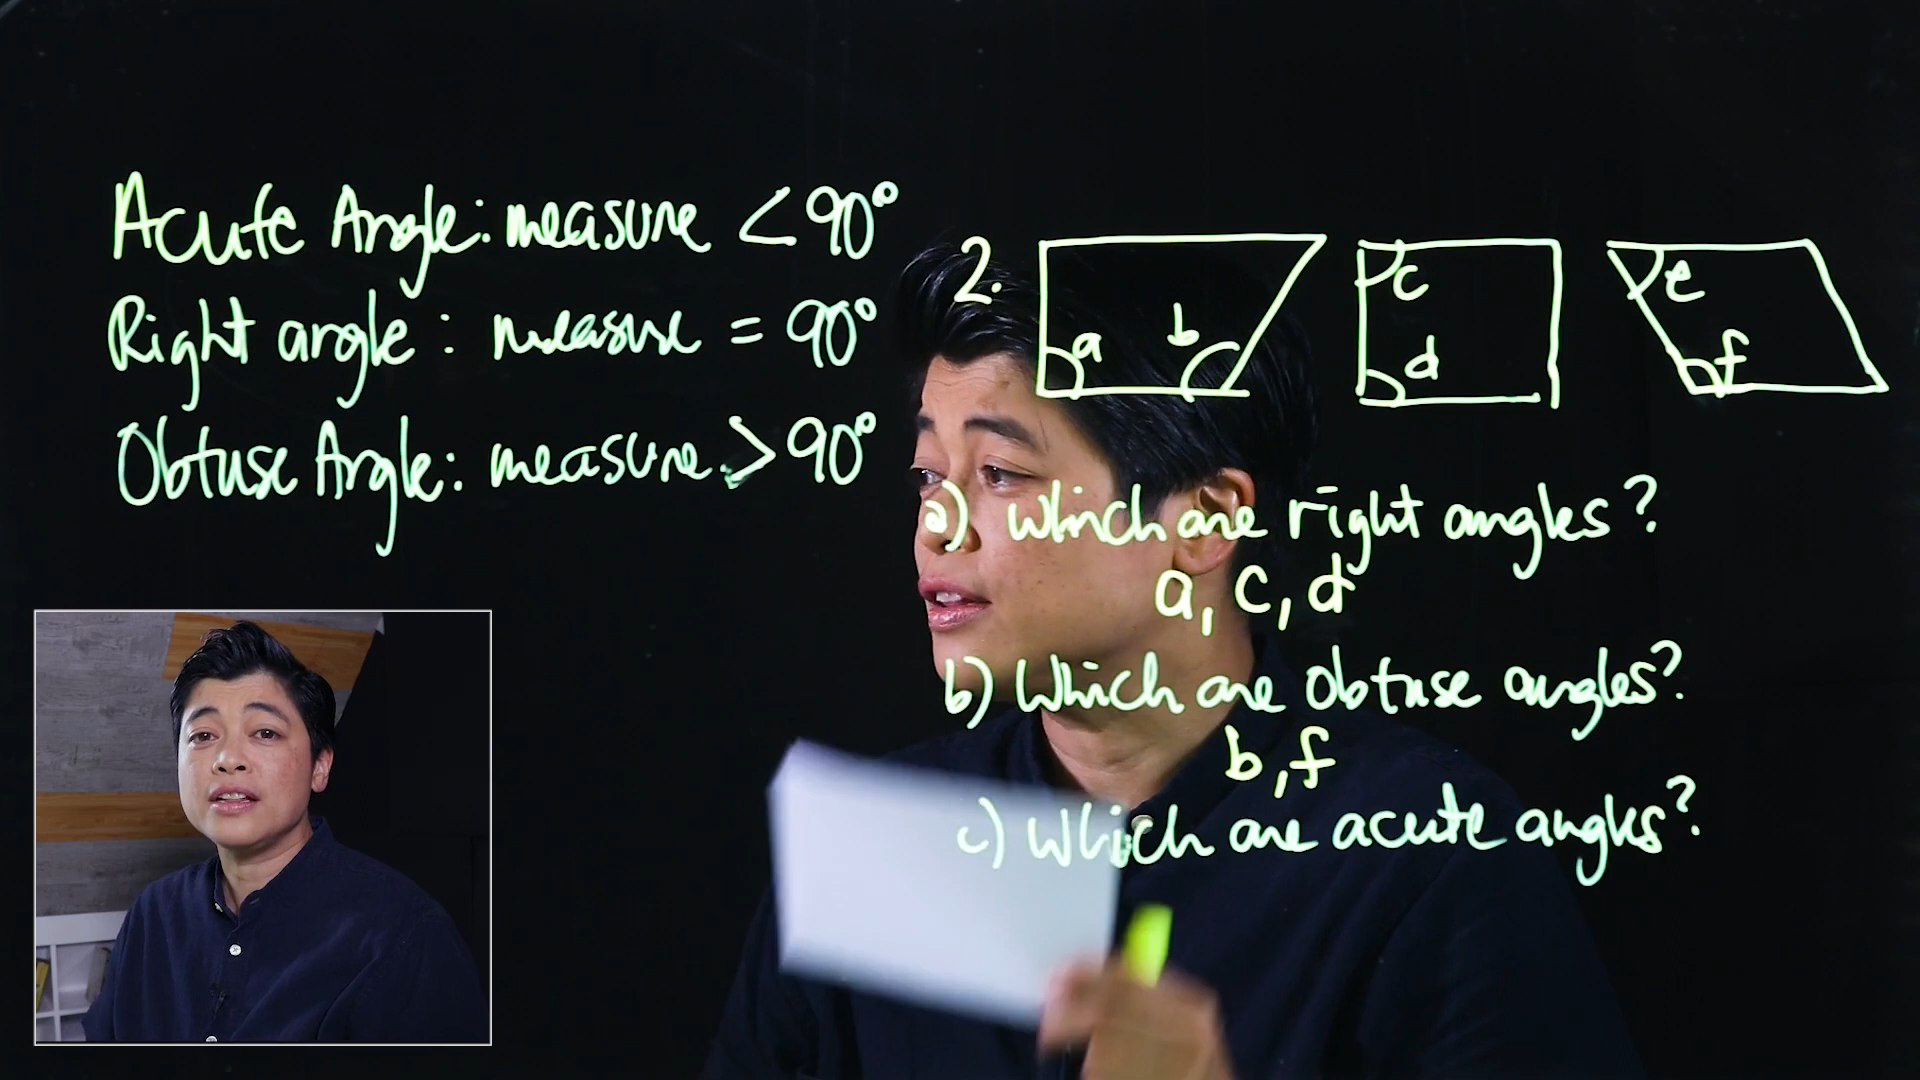 Acute Angle: measure < 90°
Right angle: measure = 90°
Obtuse Angle: measure > 90°
2.
a b
c d
e f
a) Which are right angles?
a, c, d
b) Which are obtuse angles?
b, f
c) Which are acute angles?